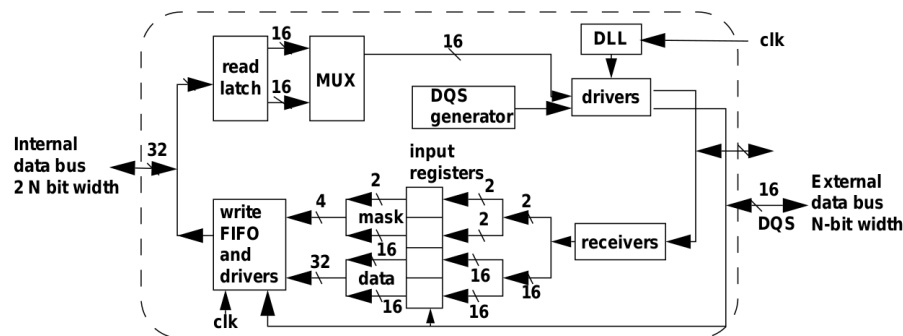 16
16
DLL
clk
read
latch
MUX
16
16
DQS
generator
drivers
Internal
data bus
2 N bit width
32
input
registers
2
2
2
4
mask
2
write
FIFO
and
drivers
16
receivers
16
DQS
External
data bus
N-bit width
32
data
16
16
16
16
clk